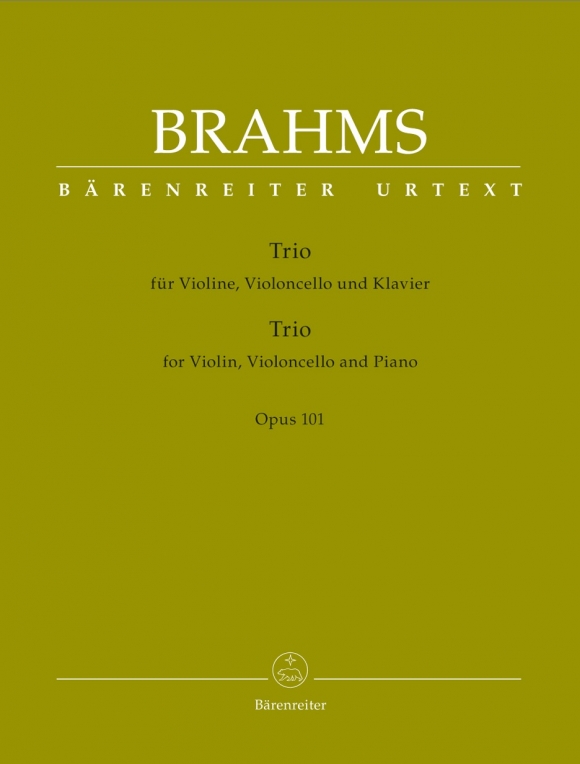 BRAHMS
BÄRENREITER URTEXT
Trio
für Violine, Violoncello und Klavier
Trio
for Violin, Violoncello and Piano
Opus 101
Bärenreiter